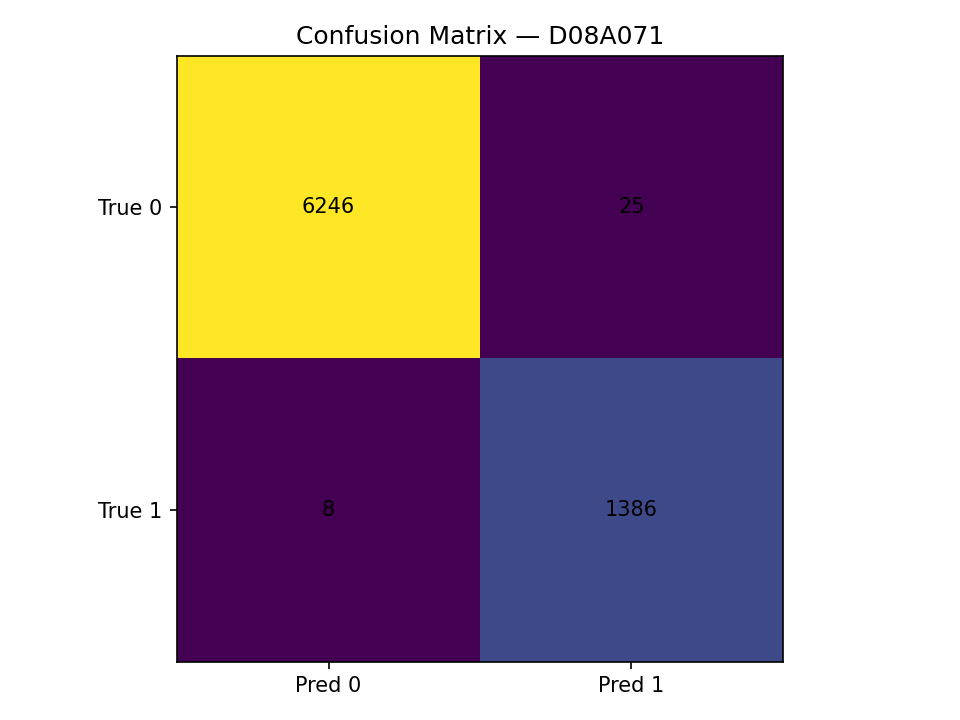 Confusion Matrix — D08A071
True 0
6246
25
True 1
8
1386
Pred 0
Pred 1